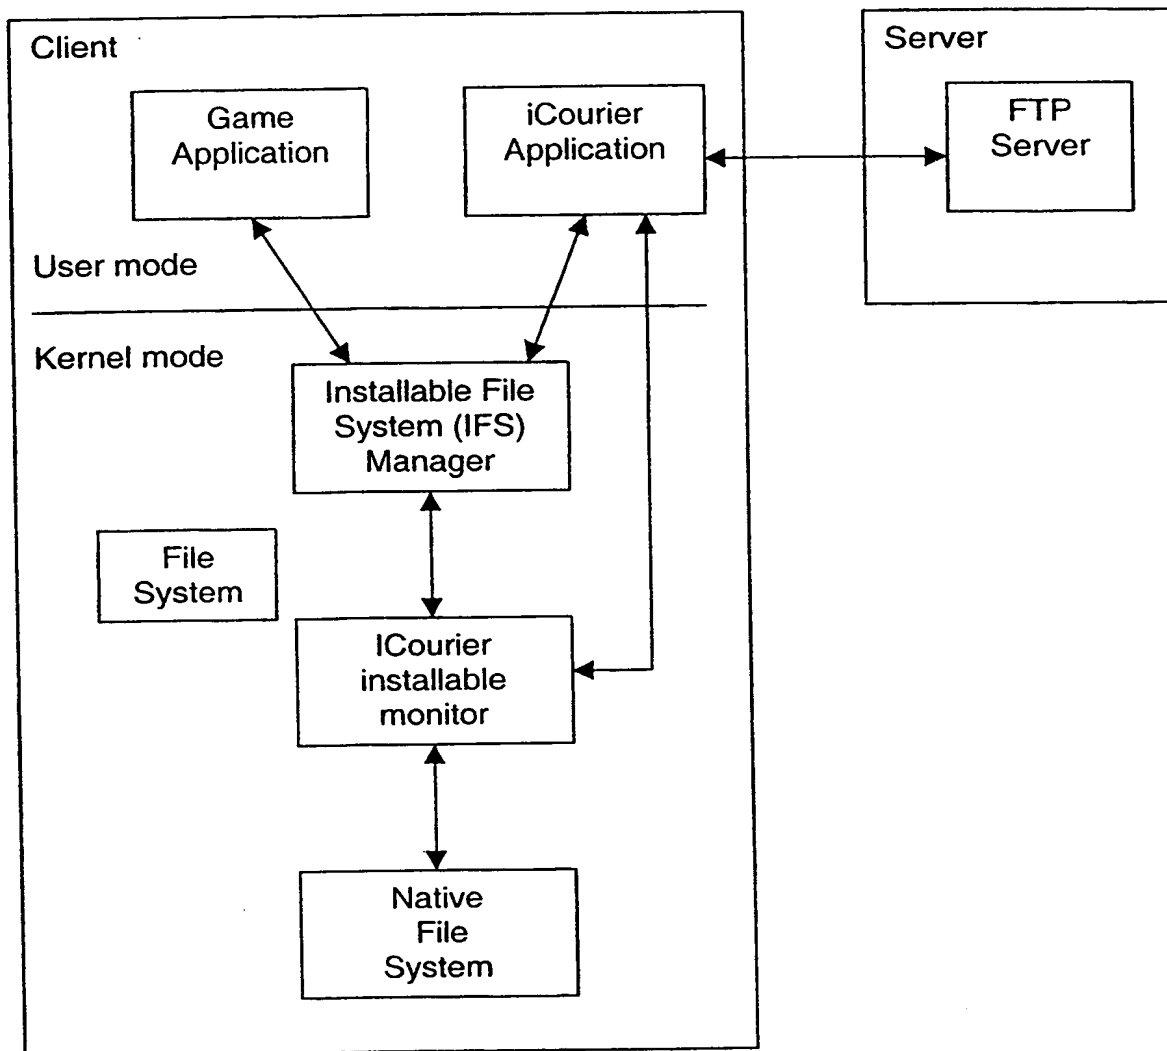 Client
Server
Game
Application
iCourier
Application
FTP
Server
User mode
Kernel mode
Installable File
System (IFS)
Manager
File
System
ICourier
installable
monitor
Native
File
System